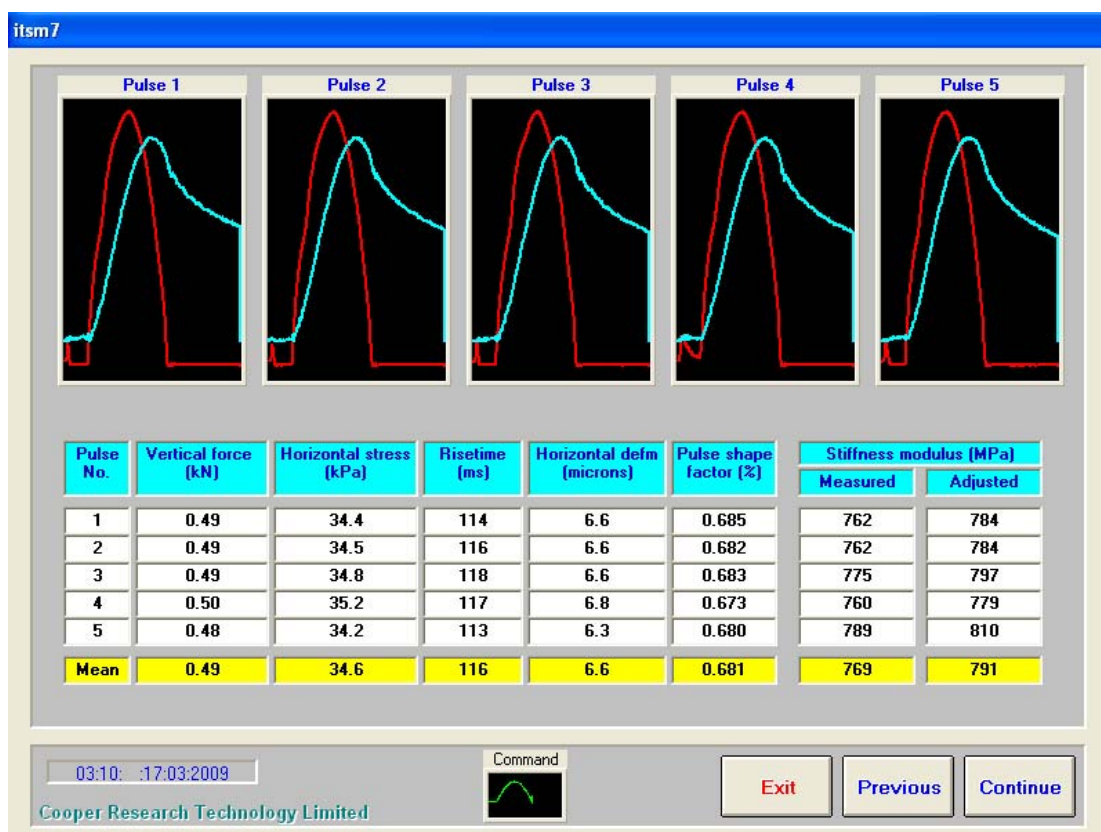 itsm7
Pulse 1 Pulse 2 Pulse 3 Pulse 4 Pulse 5
Pulse No. Vertical force (kN) Horizontal stress (kPa) Risetime (ms) Horizontal defm (microns) Pulse shape factor (%) Stiffness modulus (MPa)
Measured Adjusted
1 0.49 34.4 114 6.6 0.685 762 784
2 0.49 34.5 116 6.6 0.682 762 784
3 0.49 34.8 118 6.6 0.683 775 797
4 0.50 35.2 117 6.8 0.673 760 779
5 0.48 34.2 113 6.3 0.680 789 810
Mean 0.49 34.6 116 6.6 0.681 769 791
03:10: :17:03:2009
Command
Exit Previous Continue
Cooper Research Technology Limited